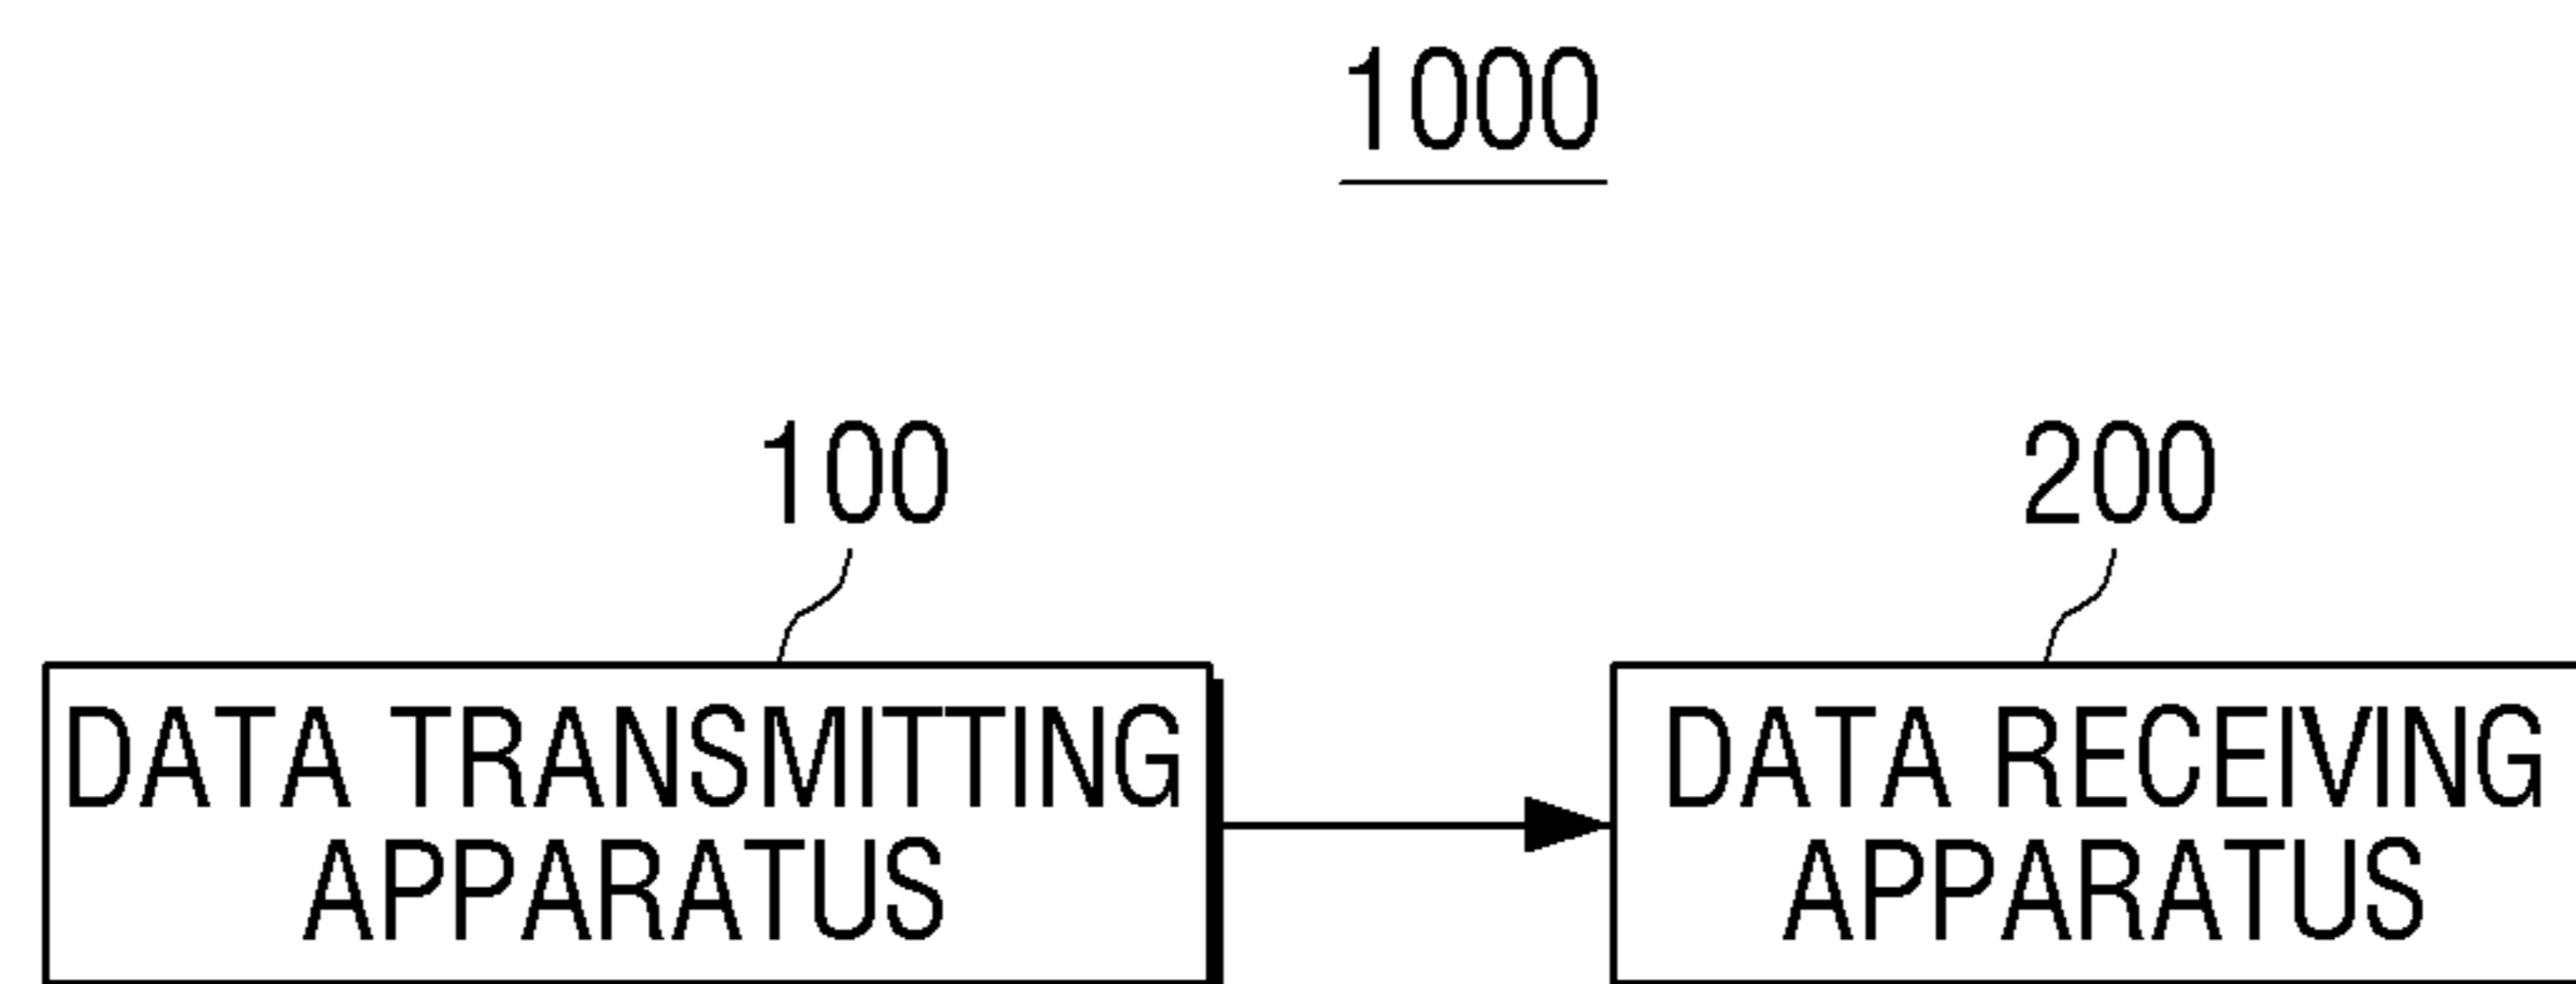 1000
100
200
DATA TRANSMITTING
APPARATUS
DATA RECEIVING
APPARATUS